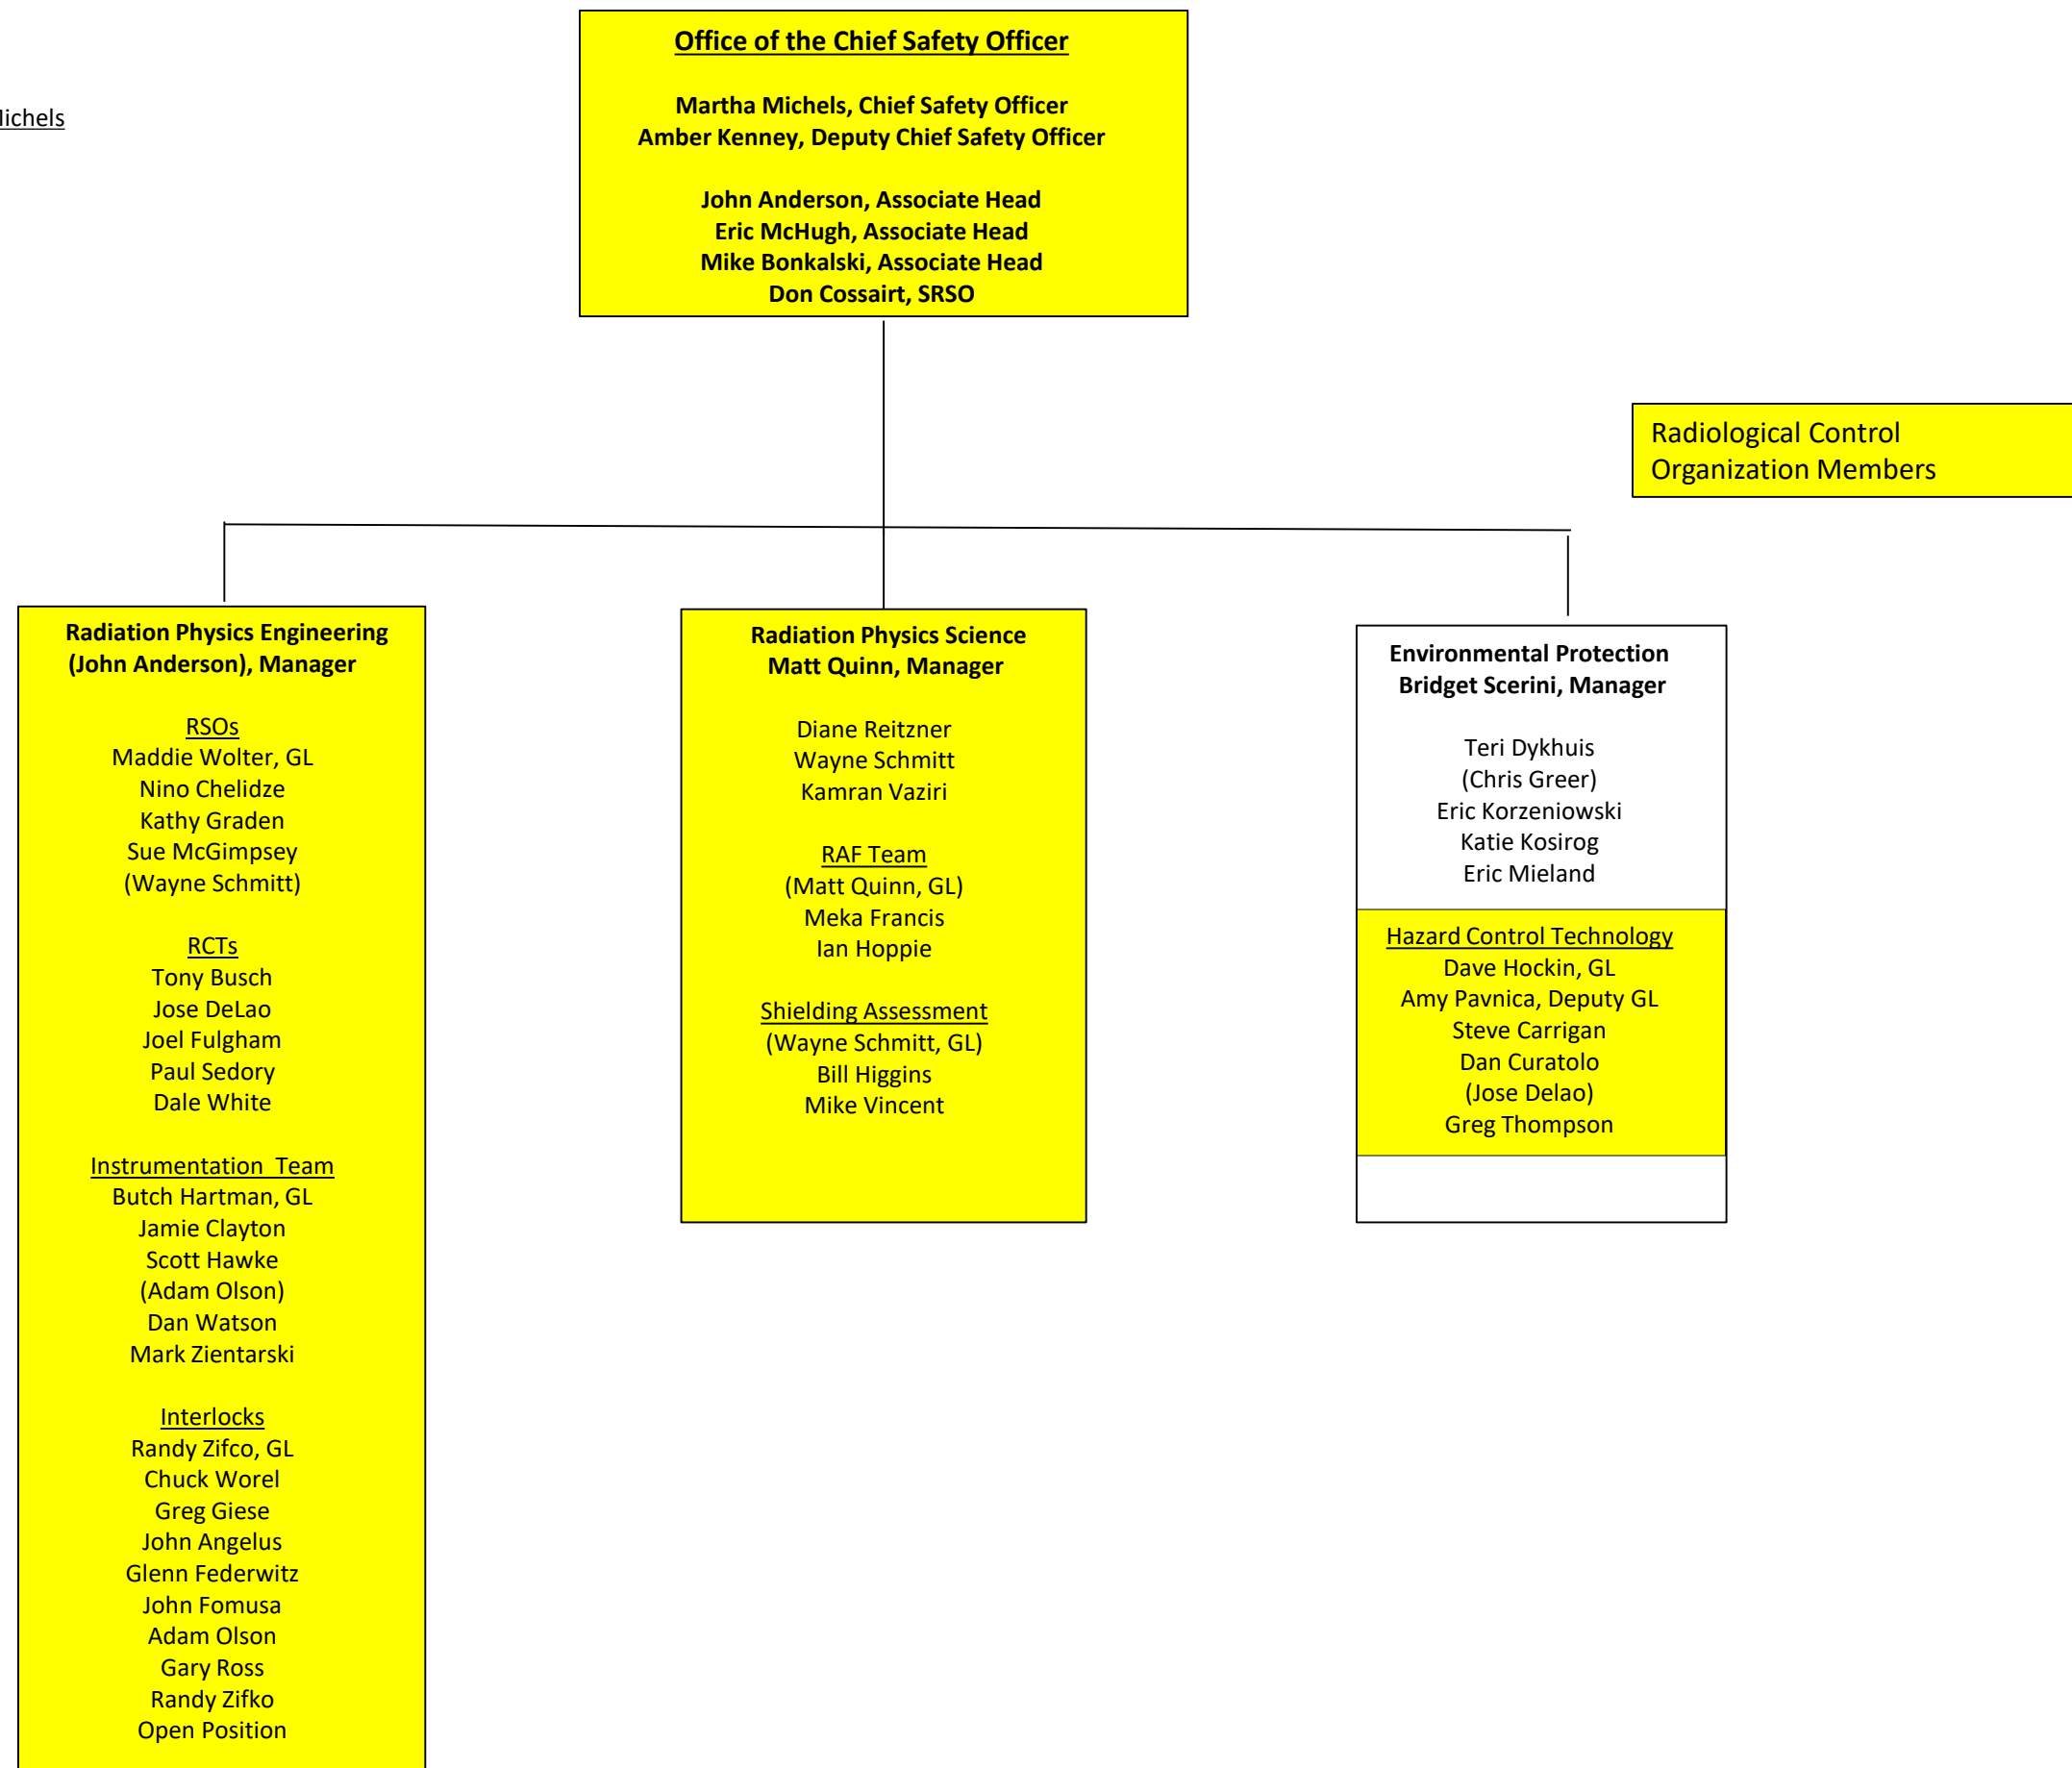 Office of the Chief Safety Officer
Martha Michels, Chief Safety Officer
Amber Kenney, Deputy Chief Safety Officer
John Anderson, Associate Head
Eric McHugh, Associate Head
Mike Bonkalski, Associate Head
Don Cossairt, SRSO
Radiological Control
Organization Members
Radiation Physics Engineering
(John Anderson), Manager
RSOs
Maddie Wolter, GL
Nino Chelidze
Kathy Graden
Sue McGimpsey
(Wayne Schmitt)
RCTs
Tony Busch
Jose DeLao
Joel Fulgham
Paul Sedory
Dale White
Instrumentation Team
Butch Hartman, GL
Jamie Clayton
Scott Hawke
(Adam Olson)
Dan Watson
Mark Zientarski
Interlocks
Randy Zifco, GL
Chuck Worel
Greg Giese
John Angelus
Glenn Federwitz
John Fomusa
Adam Olson
Gary Ross
Randy Zifko
Open Position
Radiation Physics Science
Matt Quinn, Manager
Diane Reitzner
Wayne Schmitt
Kamran Vaziri
RAF Team
(Matt Quinn, GL)
Meka Francis
Ian Hoppie
Shielding Assessment
(Wayne Schmitt, GL)
Bill Higgins
Mike Vincent
Environmental Protection
Bridget Scerini, Manager
Teri Dykhuis
(Chris Greer)
Eric Korzeniowski
Katie Kosirog
Eric Mieland
Hazard Control Technology
Dave Hockin, GL
Amy Pavnica, Deputy GL
Steve Carrigan
Dan Curatolo
(Jose Delao)
Greg Thompson